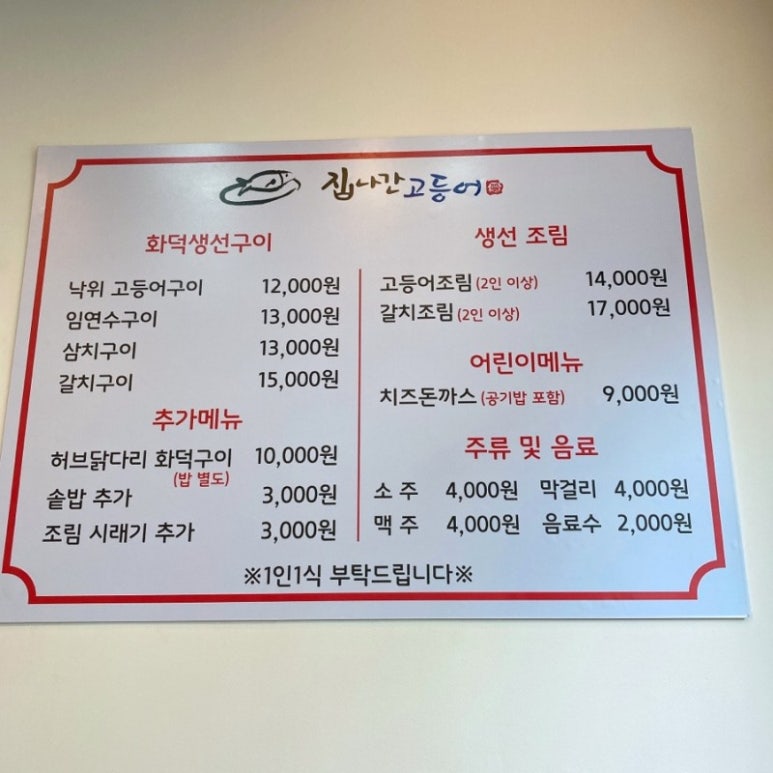 집나간고등어
화덕생선구이
낙위 고등어구이 12,000원
임연수구이 13,000원
삼치구이 13,000원
갈치구이 15,000원
추가메뉴
허브닭다리 화덕구이 10,000원
(밥 별도)
솥밥 추가 3,000원
조림 시래기 추가 3,000원
생선 조림
고등어조림 (2인 이상) 14,000원
갈치조림 (2인 이상) 17,000원
어린이메뉴
치즈돈까스 (공기밥 포함) 9,000원
주류 및 음료
소 주 4,000원 막걸리 4,000원
맥 주 4,000원 음료수 2,000원
※1인1식 부탁드립니다※